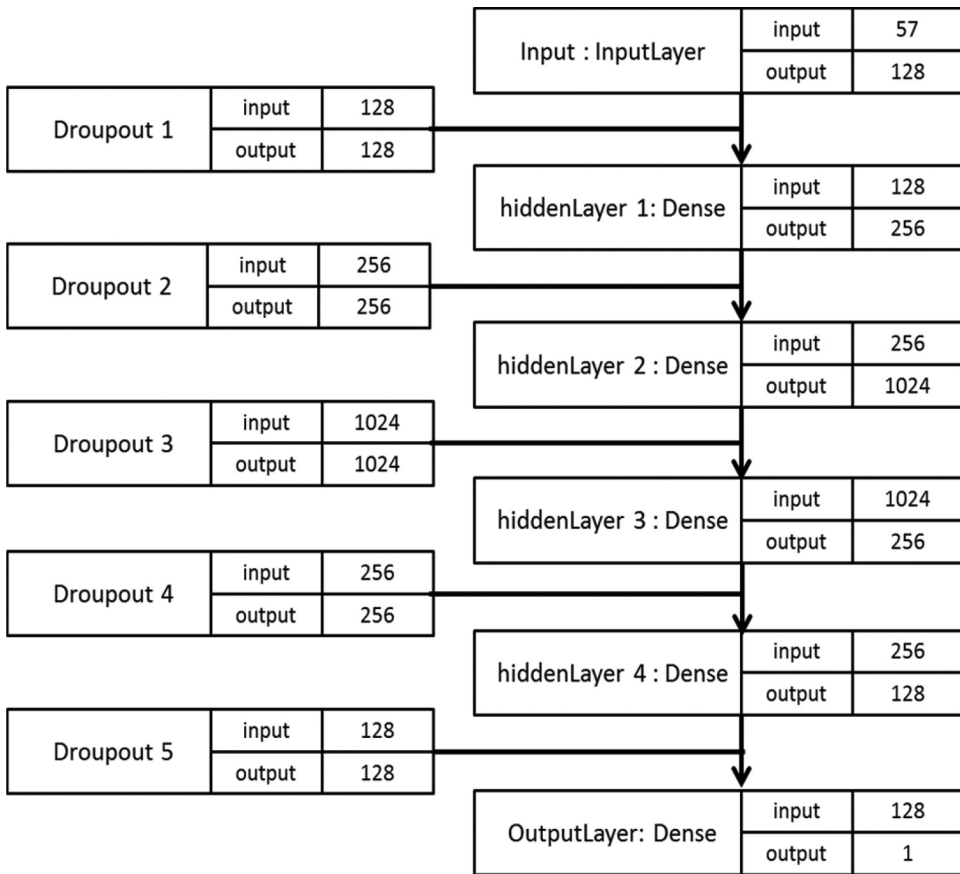 Input : InputLayer
input 57
output 128
Droupout 1
input 128
output 128
hiddenLayer 1: Dense
input 128
output 256
Droupout 2
input 256
output 256
hiddenLayer 2 : Dense
input 256
output 1024
Droupout 3
input 1024
output 1024
hiddenLayer 3 : Dense
input 1024
output 256
Droupout 4
input 256
output 256
hiddenLayer 4 : Dense
input 256
output 128
Droupout 5
input 128
output 128
OutputLayer: Dense
input 128
output 1